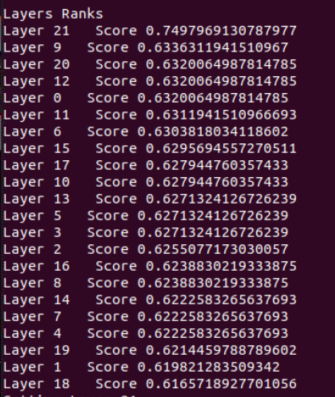 Layers Ranks
Layer 21 Score 0.7497969130787977
Layer 9 Score 0.6336311941510967
Layer 20 Score 0.6320064987814785
Layer 12 Score 0.6320064987814785
Layer 0 Score 0.6320064987814785
Layer 11 Score 0.6311941510966693
Layer 6 Score 0.6303818034118602
Layer 15 Score 0.6295694557270511
Layer 17 Score 0.627944760357433
Layer 10 Score 0.627944760357433
Layer 13 Score 0.6271324126726239
Layer 5 Score 0.6271324126726239
Layer 3 Score 0.6271324126726239
Layer 2 Score 0.6255077173030057
Layer 16 Score 0.6238830219333875
Layer 8 Score 0.6238830219333875
Layer 14 Score 0.6222583265637693
Layer 7 Score 0.6222583265637693
Layer 4 Score 0.6222583265637693
Layer 19 Score 0.6214459788789602
Layer 1 Score 0.619821283509342
Layer 18 Score 0.6165718927701056